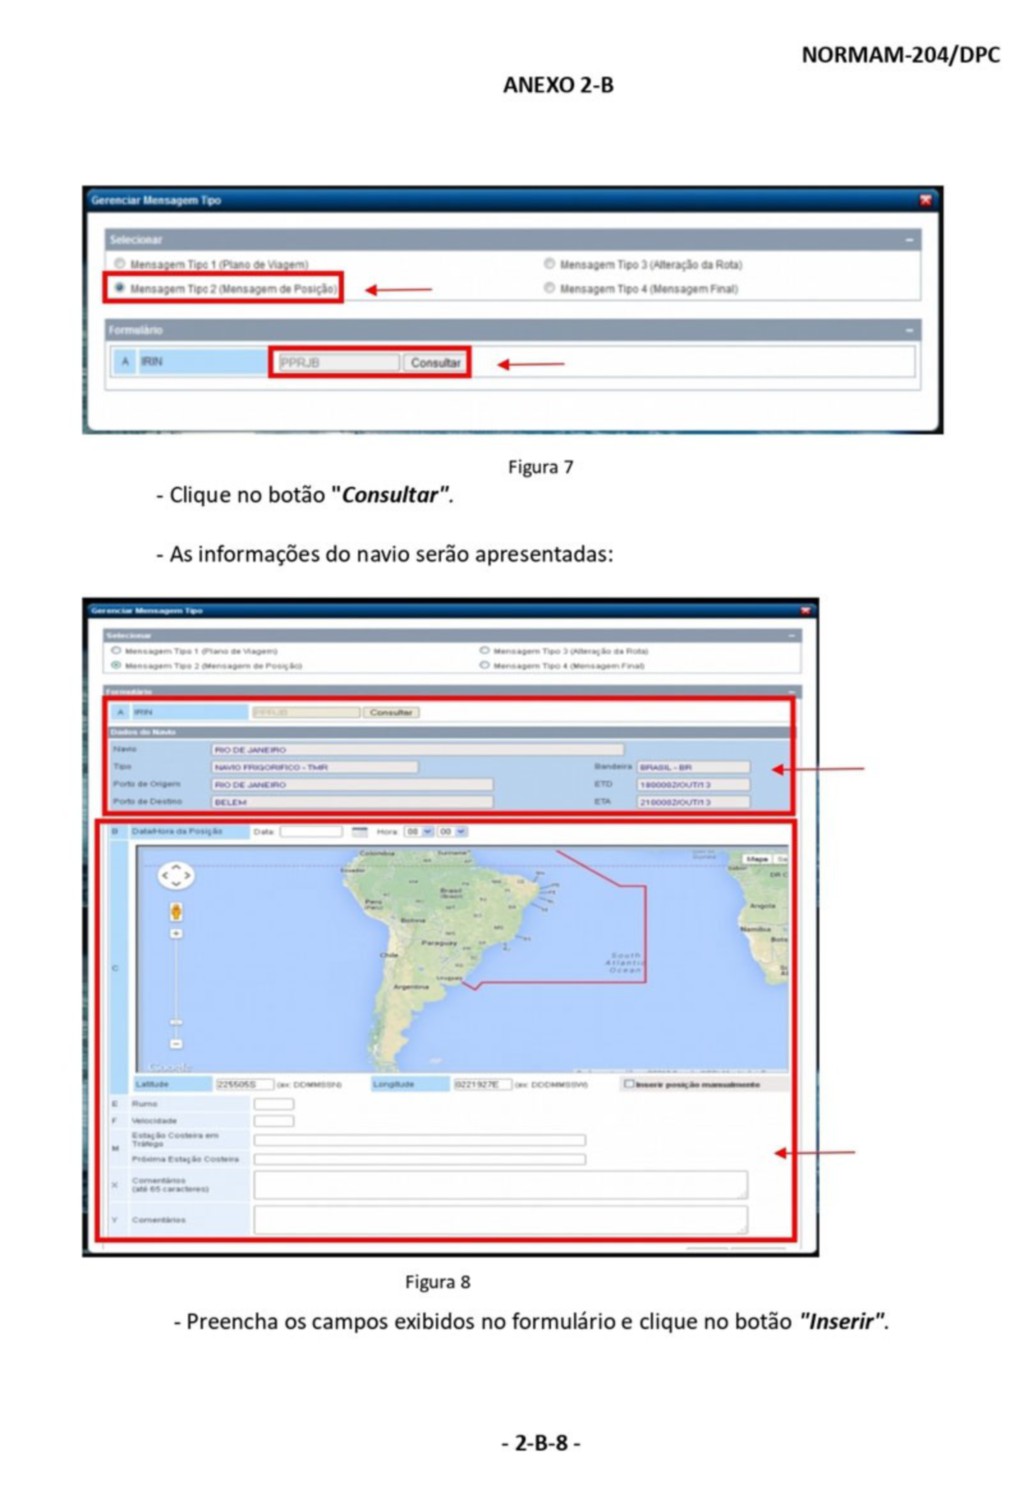 NORMAM-204/DPC
ANEXO 2-B
Gerenciar Mensagem Tipo
Selecionar
Mensagem Tipo 1 (Plano de Viagem)
Mensagem Tipo 3 (Alteração da Rota)
Mensagem Tipo 2 (Mensagem de Posição)
Mensagem Tipo 4 (Mensagem Final)
Formulário
A IRIN PPRJB Consultar
Figura 7
- Clique no botão "Consultar".
- As informações do navio serão apresentadas:
Gerenciar Mensagem Tipo
Selecionar
Mensagem Tipo 1 (Plano de Viagem)
Mensagem Tipo 3 (Alteração da Rota)
Mensagem Tipo 2 (Mensagem de Posição)
Mensagem Tipo 4 (Mensagem Final)
Formulário
A IRIN PPRJB Consultar
Dados do Navio
Navio RIO DE JANEIRO
Tipo NAVIO FRIGORIFICO - TMR Bandeira BRASIL - BR
Porto de Origem RIO DE JANEIRO ETD 180000Z/OUT/13
Porto de Destino BELEM ETA 210000Z/OUT/13
B Data/Hora da Posição Data: Hora: 00 00
Mapa
Colombia
Ecuador
Brasil
Peru
Bolivia
Paraguay
Chile
Uruguay
Argentina
South
Atlantic
Ocean
Angola
Namibia
C
Google
Latitude 225505S (ex: DDMMSSN) Longitude 0221927E (ex: DDDMMSSW) Inserir posição manualmente
E Rumo
F Velocidade
M Estação Costeira em
Tráfego
Próxima Estação Costeira
X Comentários
(até 65 caracteres)
Y Comentários
Figura 8
- Preencha os campos exibidos no formulário e clique no botão "Inserir".
- 2-B-8 -